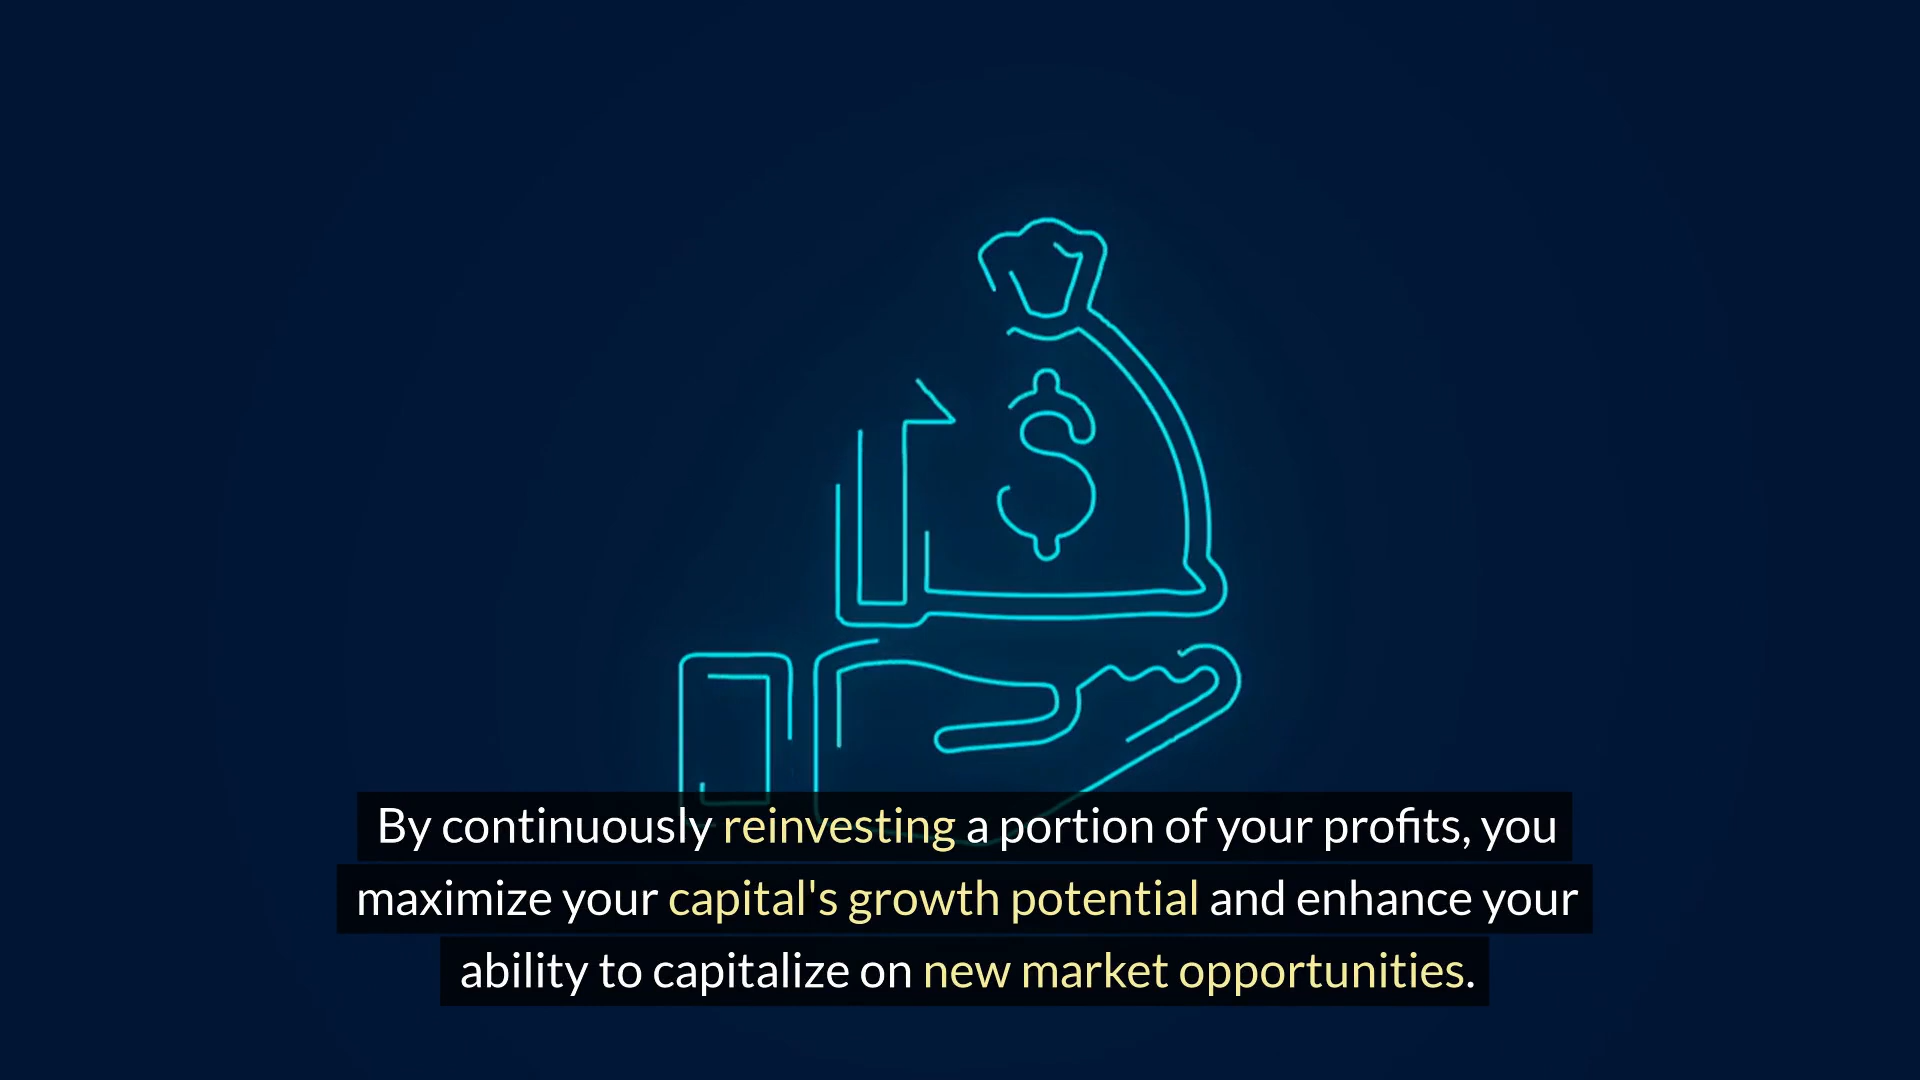 $
By continuously reinvesting a portion of your profits, you
maximize your capital's growth potential and enhance your
ability to capitalize on new market opportunities.